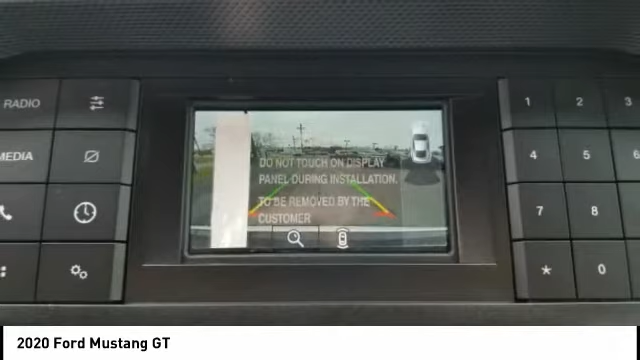 RADIO
MEDIA
DO NOT TOUCH ON DISPLAY
PANEL DURING INSTALLATION.
TO BE REMOVED BY THE
CUSTOMER
1 2 3
4 5 6
7 8
* 0
2020 Ford Mustang GT